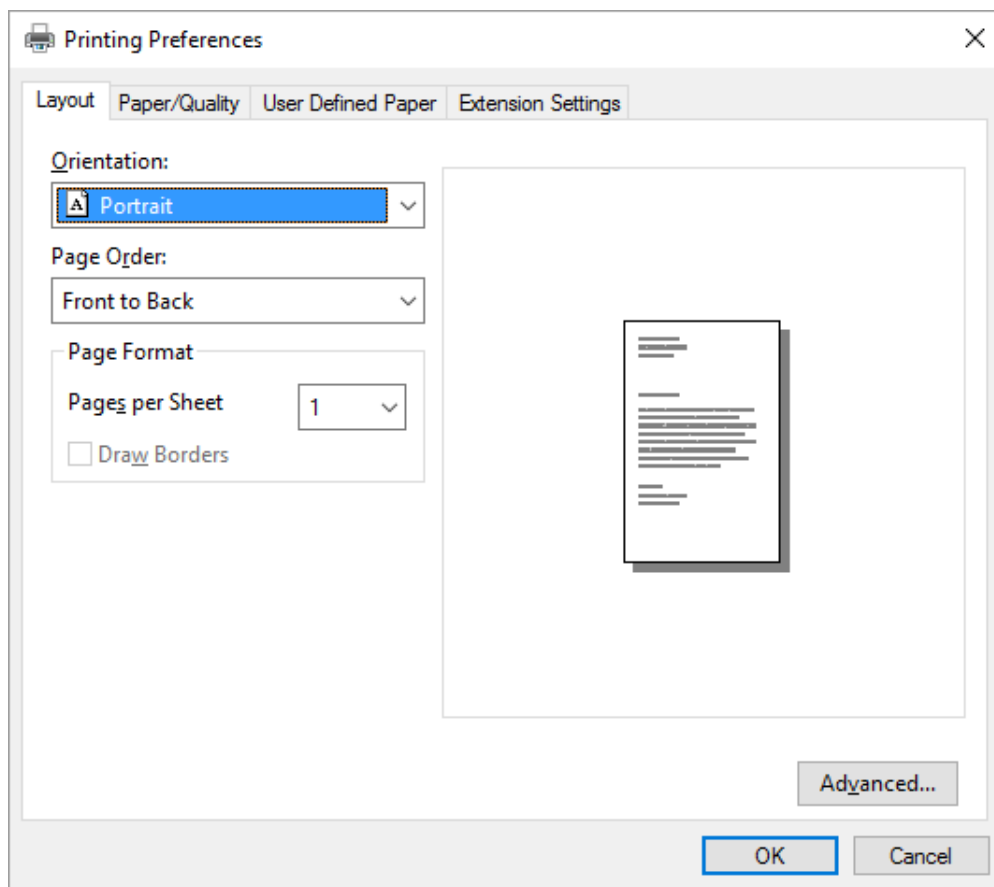 Printing Preferences
Layout Paper/Quality User Defined Paper Extension Settings
Orientation:
A Portrait
Page Order:
Front to Back
Page Format
Pages per Sheet 1
Draw Borders
Advanced...
OK Cancel